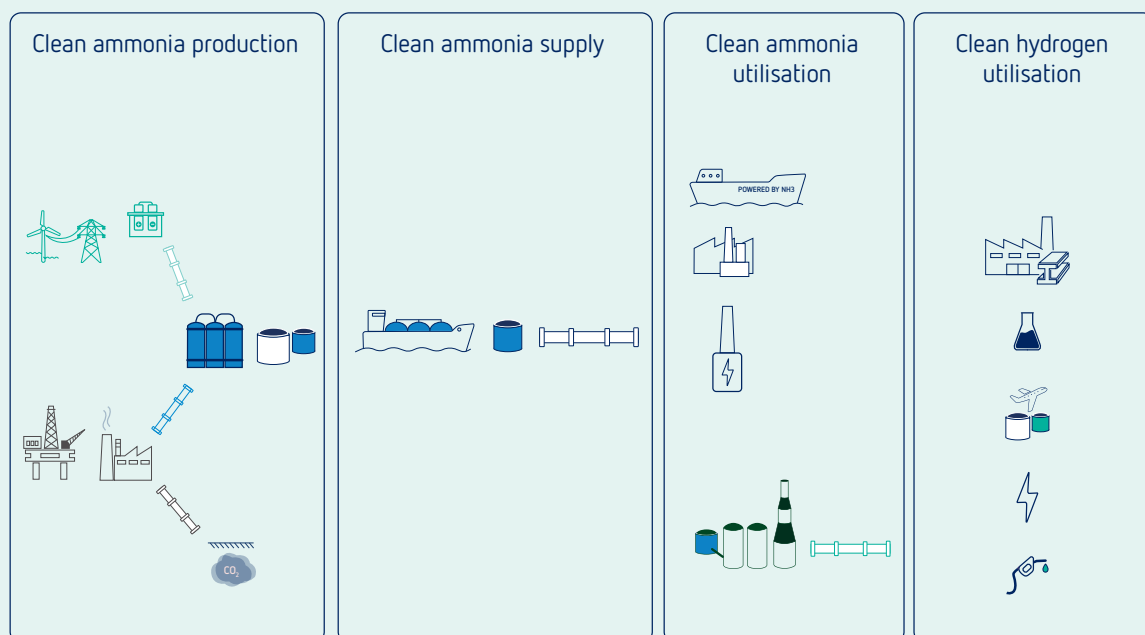 Clean ammonia production
Clean ammonia supply
Clean ammonia
utilisation
Clean hydrogen
utilisation
POWERED BY NH3
CO₂